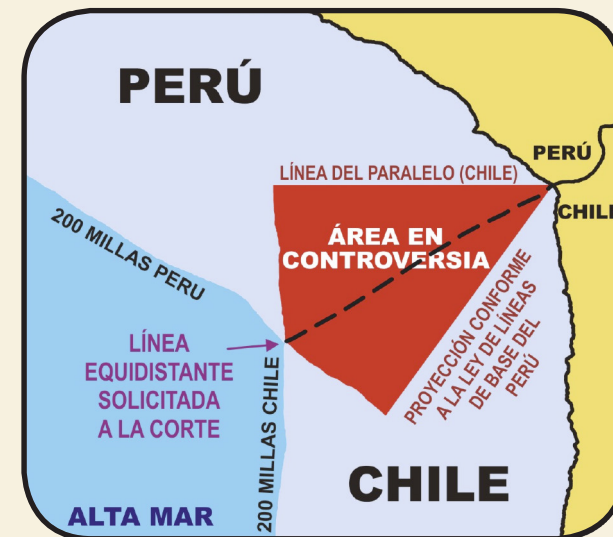 PERÚ
LÍNEA DEL PARALELO (CHILE)
PERÚ
CHILE
ÁREA EN
CONTROVERSIA
200 MILLAS PERU
PROYECCIÓN CONFORME
A LA LEY DE LÍNEAS
DE BASE DEL
PERÚ
LÍNEA
EQUIDISTANTE
SOLICITADA
A LA CORTE
200 MILLAS CHILE
CHILE
ALTA MAR